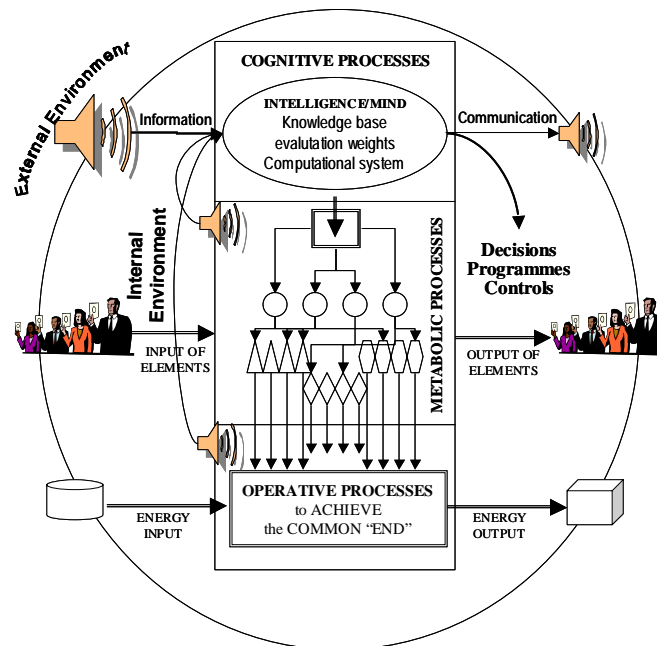 COGNITIVE PROCESSES
External Environment
Information
INTELLIGENCE/MIND
Knowledge base
evalutation weights
Computational system
Communication
Internal
Environment
Decisions
Programmes
Controls
METABOLIC PROCESSES
INPUT OF
ELEMENTS
OUTPUT OF
ELEMENTS
OPERATIVE PROCESSES
to ACHIEVE
the COMMON “END”
ENERGY
INPUT
ENERGY
OUTPUT